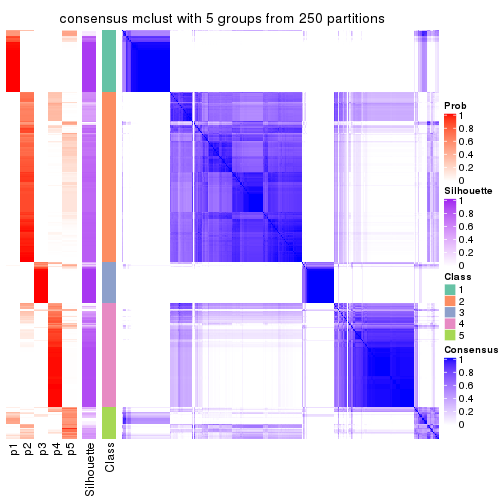 consensus mclust with 5 groups from 250 partitions
Prob
1
0.8
0.6
0.4
0.2
0
Silhouette
1
0.8
0.6
0.4
0.2
0
Class
1
2
3
4
5
Consensus
1
0.8
0.6
0.4
0.2
0
p1
p2
p3
p4
p5
Silhouette
Class